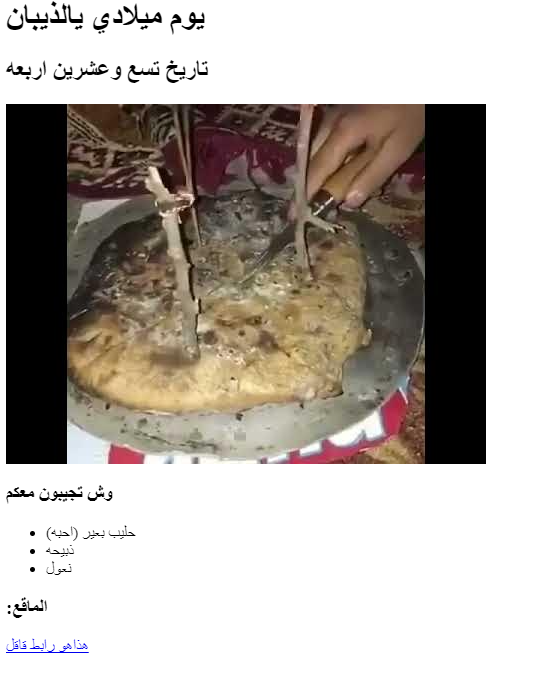 يوم ميلادي يالذيبان
تاريخ تسع وعشرين اربعه
وش تجيبون معكم
حليب بعير (احبه)
ذبيحه
نعول
الماقع:
هذاهو رابط قاقل